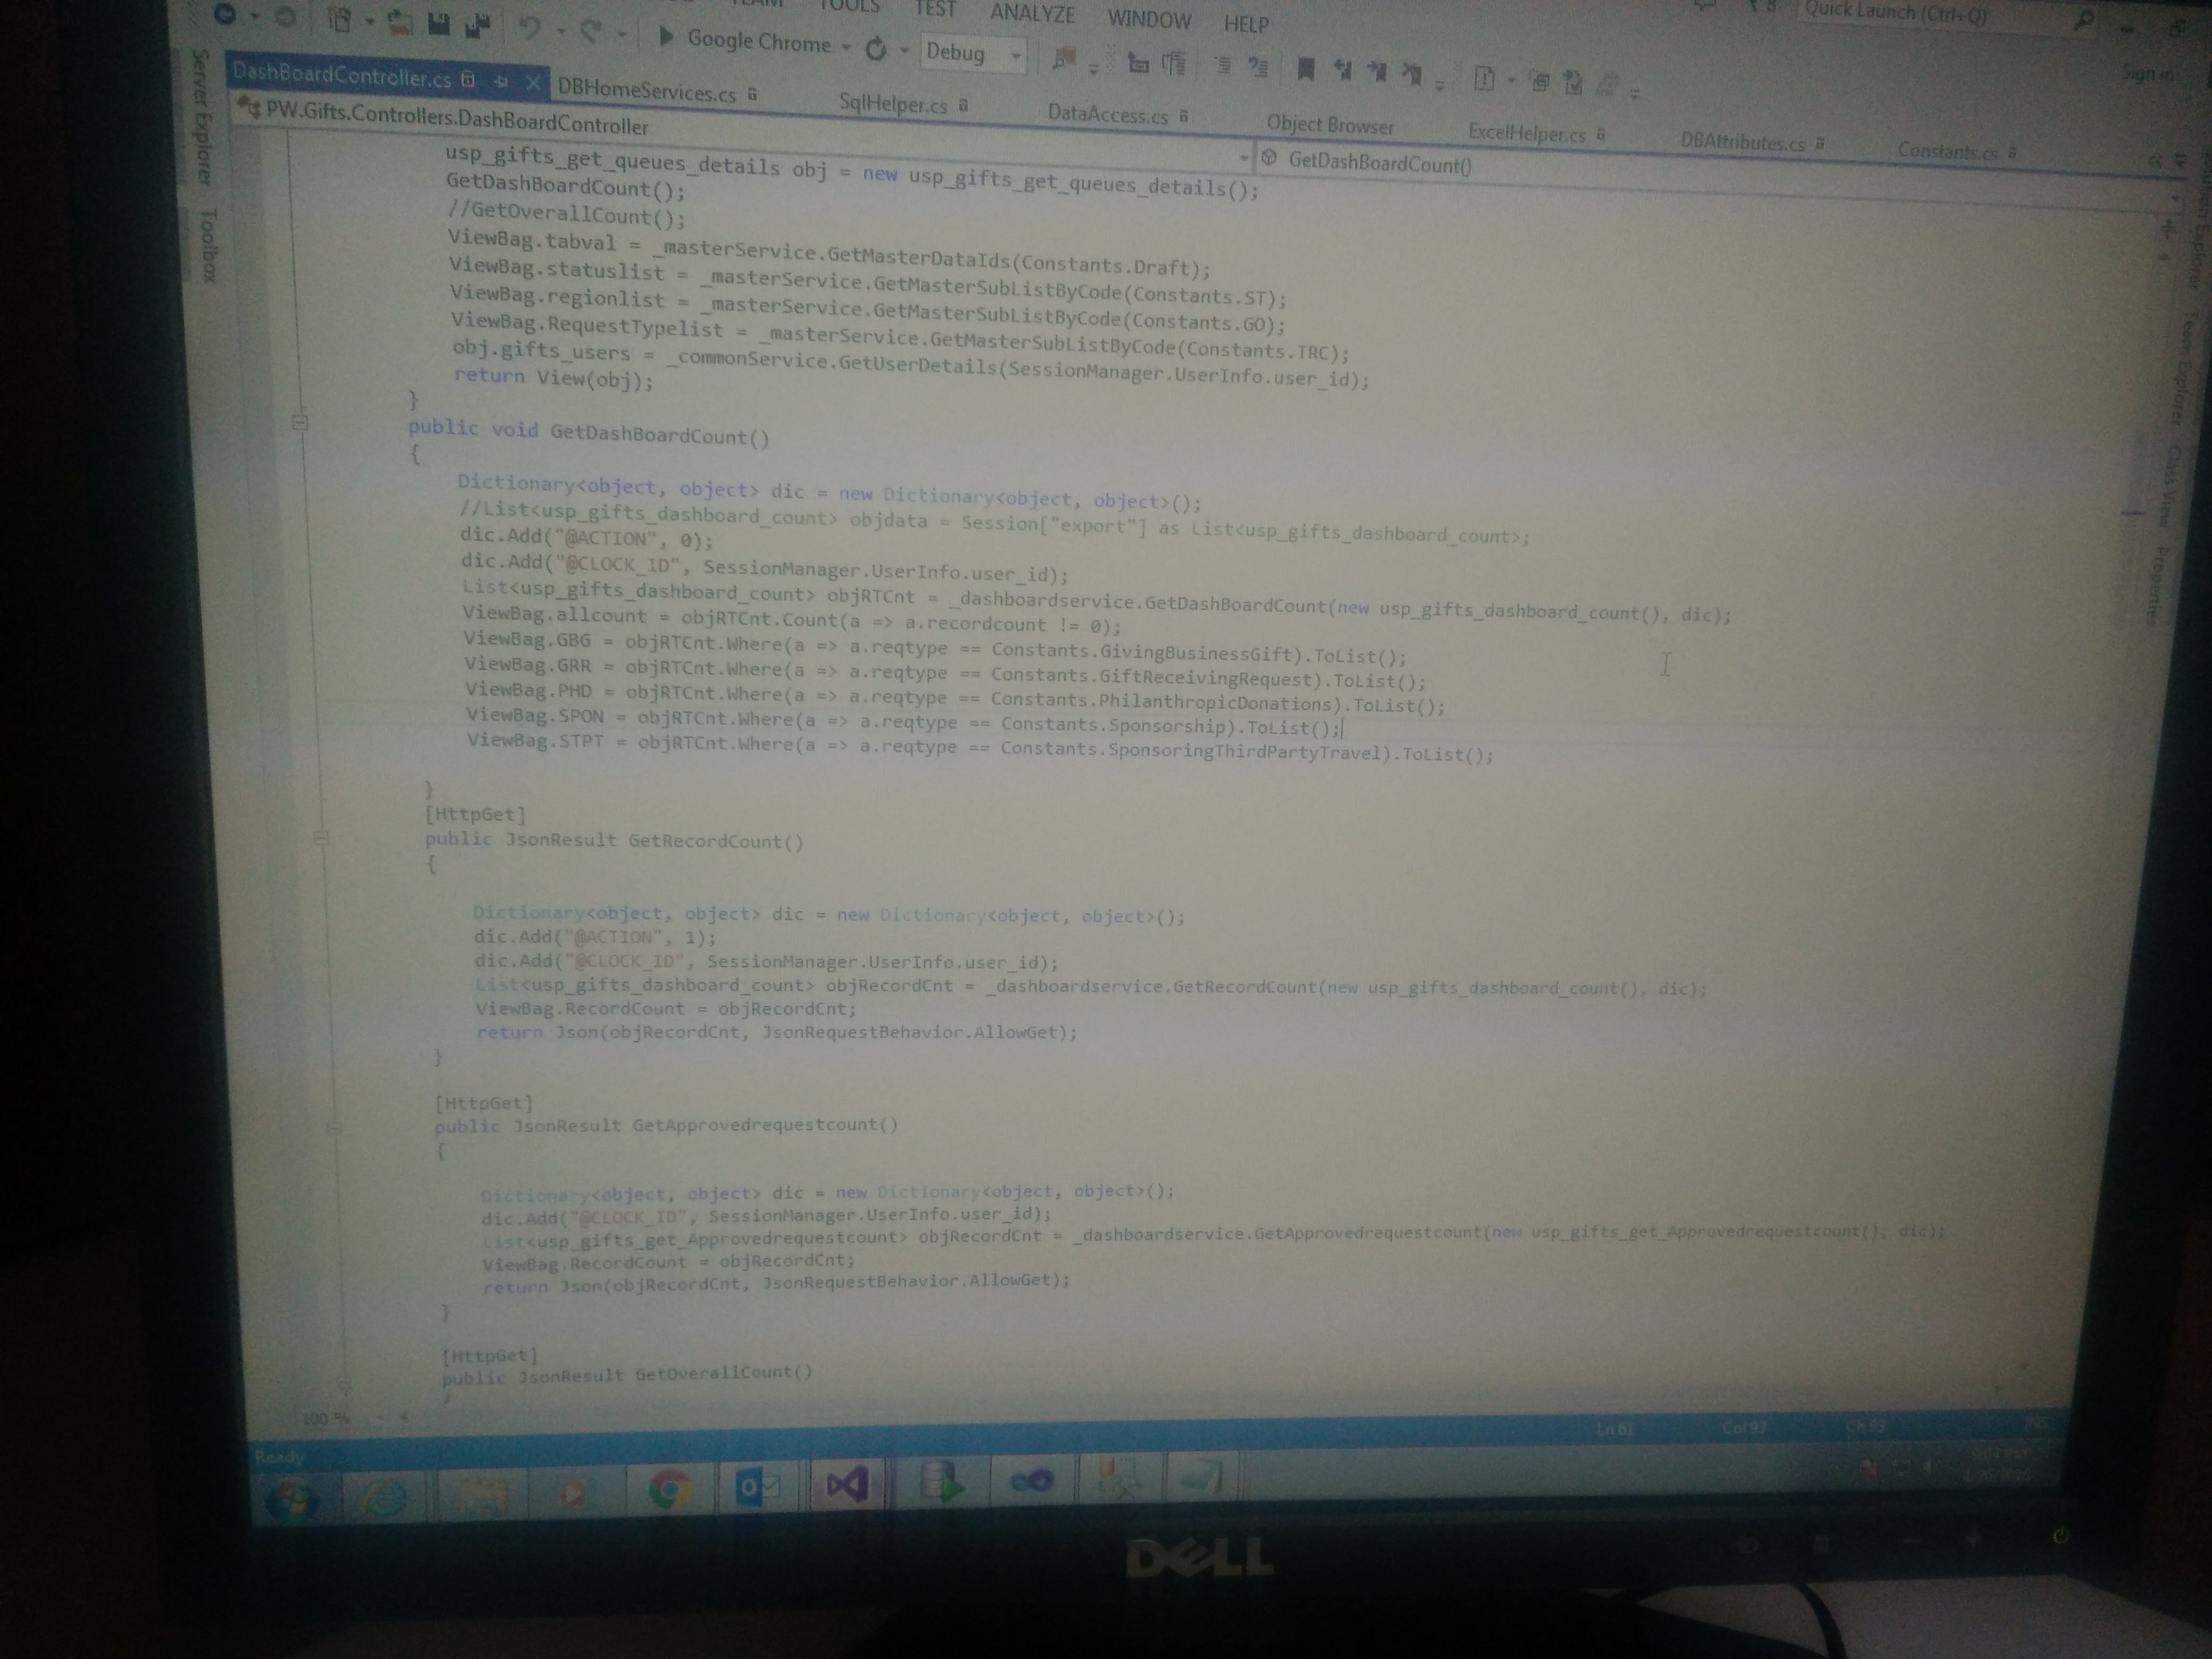 TOOLS TEST ANALYZE WINDOW HELP
Quick Launch (Ctrl+Q)
Google Chrome Debug
Sign in
DashBoardController.cs DBHomeServices.cs SqlHelper.cs DataAccess.cs Object Browser ExcelHelper.cs DBAttributes.cs Constants.cs
PW.Gifts.Controllers.DashBoardController GetDashBoardCount()
Server Explorer
Toolbox
usp_gifts_get_queues_details obj = new usp_gifts_get_queues_details();
GetDashBoardCount();
//GetOverallCount();
ViewBag.tabval = _masterService.GetMasterDataIds(Constants.Draft);
ViewBag.statuslist = _masterService.GetMasterSubListByCode(Constants.ST);
ViewBag.regionlist = _masterService.GetMasterSubListByCode(Constants.GO);
ViewBag.RequestTypelist = _masterService.GetMasterSubListByCode(Constants.TRC);
obj.gifts_users = _commonService.GetUserDetails(SessionManager.UserInfo.user_id);
return View(obj);
}
public void GetDashBoardCount()
{
Dictionary<object, object> dic = new Dictionary<object, object>();
//List<usp_gifts_dashboard_count> objdata = Session["export"] as List<usp_gifts_dashboard_count>;
dic.Add("@ACTION", 0);
dic.Add("@CLOCK_ID", SessionManager.UserInfo.user_id);
List<usp_gifts_dashboard_count> objRTCnt = _dashboardservice.GetDashBoardCount(new usp_gifts_dashboard_count(), dic);
ViewBag.allcount = objRTCnt.Count(a => a.recordcount != 0);
ViewBag.GBG = objRTCnt.Where(a => a.reqtype == Constants.GivingBusinessGift).ToList();
ViewBag.GRR = objRTCnt.Where(a => a.reqtype == Constants.GiftReceivingRequest).ToList();
ViewBag.PHD = objRTCnt.Where(a => a.reqtype == Constants.PhilanthropicDonations).ToList();
ViewBag.SPON = objRTCnt.Where(a => a.reqtype == Constants.Sponsorship).ToList();
ViewBag.STPT = objRTCnt.Where(a => a.reqtype == Constants.SponsoringThirdPartyTravel).ToList();
}
[HttpGet]
public JsonResult GetRecordCount()
{
Dictionary<object, object> dic = new Dictionary<object, object>();
dic.Add("@ACTION", 1);
dic.Add("@CLOCK_ID", SessionManager.UserInfo.user_id);
List<usp_gifts_dashboard_count> objRecordCnt = _dashboardservice.GetRecordCount(new usp_gifts_dashboard_count(), dic);
ViewBag.RecordCount = objRecordCnt;
return Json(objRecordCnt, JsonRequestBehavior.AllowGet);
}
[HttpGet]
public JsonResult GetApprovedrequestcount()
{
Dictionary<object, object> dic = new Dictionary<object, object>();
dic.Add("@CLOCK_ID", SessionManager.UserInfo.user_id);
List<usp_gifts_get_Approvedrequestcount> objRecordCnt = _dashboardservice.GetApprovedrequestcount(new usp_gifts_get_Approvedrequestcount(), dic);
ViewBag.RecordCount = objRecordCnt;
return Json(objRecordCnt, JsonRequestBehavior.AllowGet);
}
[HttpGet]
public JsonResult GetOverallCount()
Team Explorer
Class View
Properties
100 %
Ready Ln 61 Col 93 Ch 93 INS
DELL